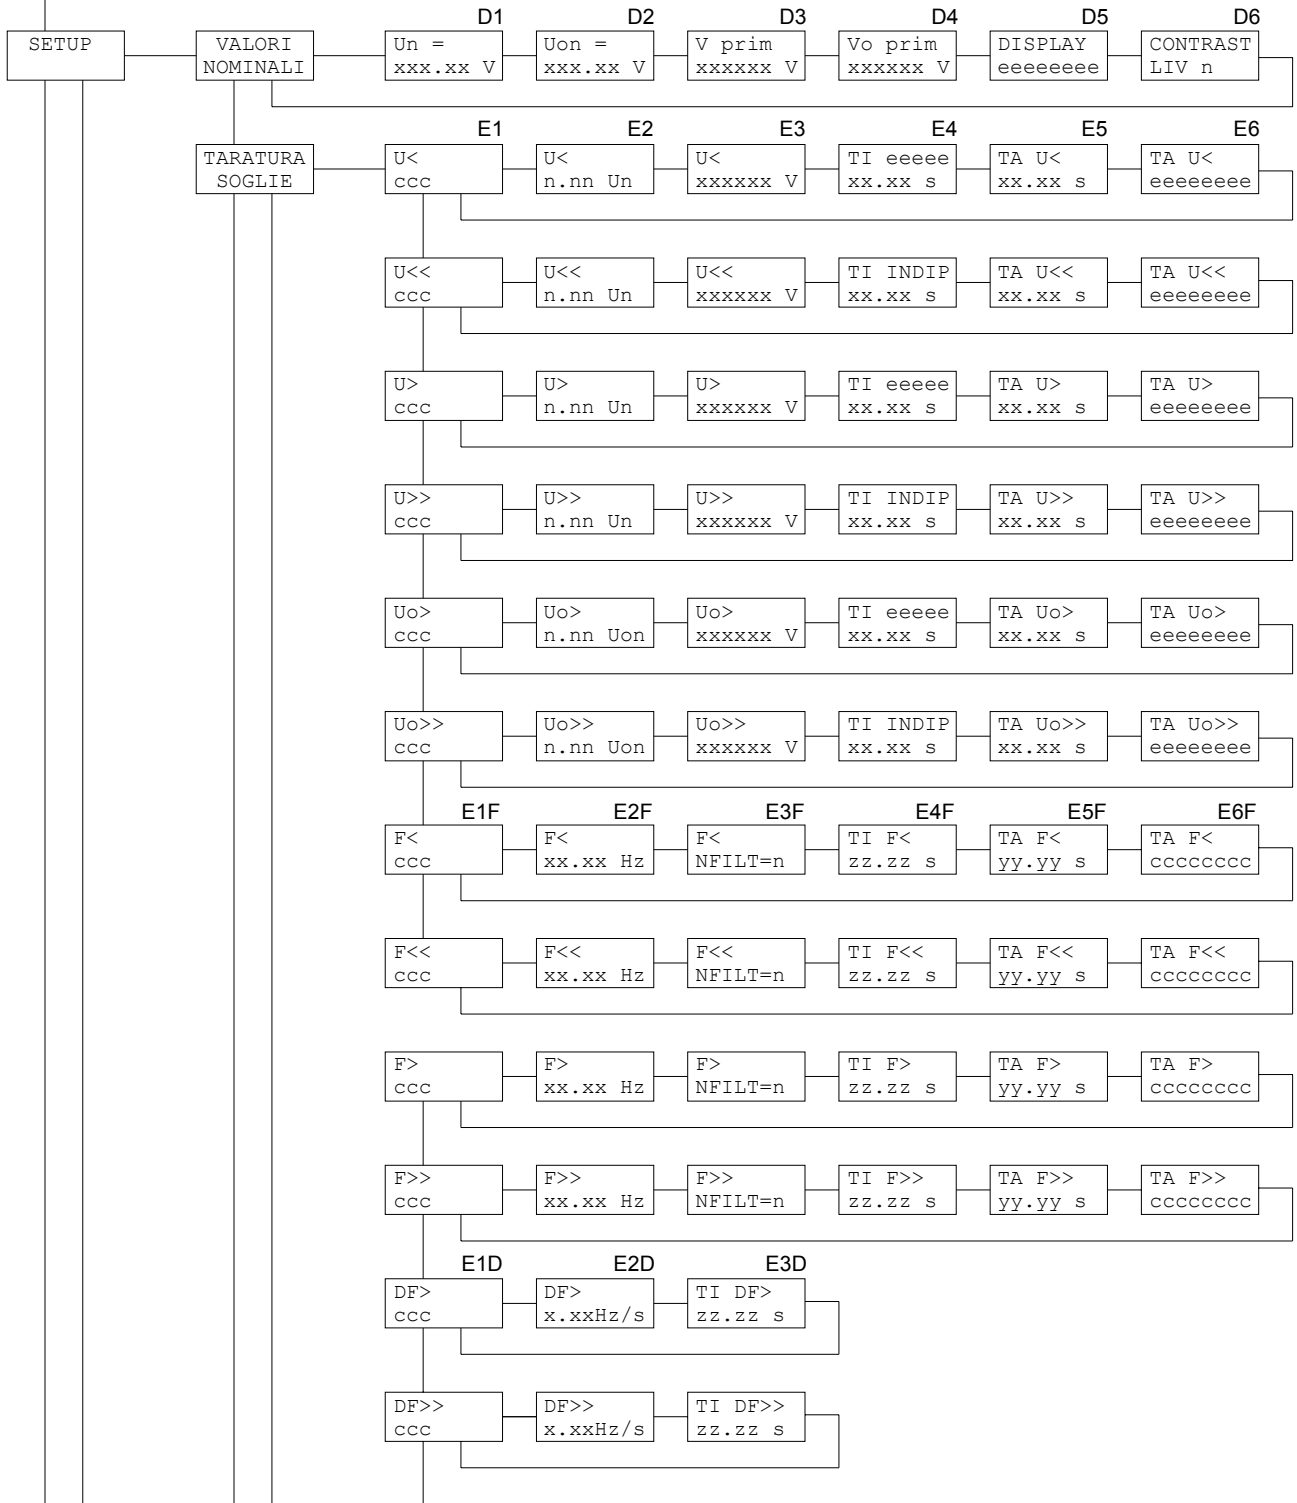 D1 D2 D3 D4 D5 D6
SETUP VALORI Un = Uon = V prim Vo prim DISPLAY CONTRAST
NOMINALI xxx.xx V xxx.xx V xxxxxx V xxxxxx V eeeeeeee LIV n
E1 E2 E3 E4 E5 E6
TARATURA U< U< U< TI eeeee TA U< TA U<
SOGLIE ccc n.nn Un xxxxxx V xx.xx s xx.xx s eeeeeeee
U<< U<< U<< TI INDIP TA U<< TA U<<
ccc n.nn Un xxxxxx V xx.xx s xx.xx s eeeeeeee
U> U> U> TI eeeee TA U> TA U>
ccc n.nn Un xxxxxx V xx.xx s xx.xx s eeeeeeee
U>> U>> U>> TI INDIP TA U>> TA U>>
ccc n.nn Un xxxxxx V xx.xx s xx.xx s eeeeeeee
Uo> Uo> Uo> TI eeeee TA Uo> TA Uo>
ccc n.nn Uon xxxxxx V xx.xx s xx.xx s eeeeeeee
Uo>> Uo>> Uo>> TI INDIP TA Uo>> TA Uo>>
ccc n.nn Uon xxxxxx V xx.xx s xx.xx s eeeeeeee
E1F E2F E3F E4F E5F E6F
F< F< F< TI F< TA F< TA F<
ccc xx.xx Hz NFILT=n zz.zz s yy.yy s cccccccc
F<< F<< F<< TI F<< TA F<< TA F<<
ccc xx.xx Hz NFILT=n zz.zz s yy.yy s cccccccc
F> F> F> TI F> TA F> TA F>
ccc xx.xx Hz NFILT=n zz.zz s yy.yy s cccccccc
F>> F>> F>> TI F>> TA F>> TA F>>
ccc xx.xx Hz NFILT=n zz.zz s yy.yy s cccccccc
E1D E2D E3D
DF> DF> TI DF>
ccc x.xxHz/s zz.zz s
DF>> DF>> TI DF>>
ccc x.xxHz/s zz.zz s